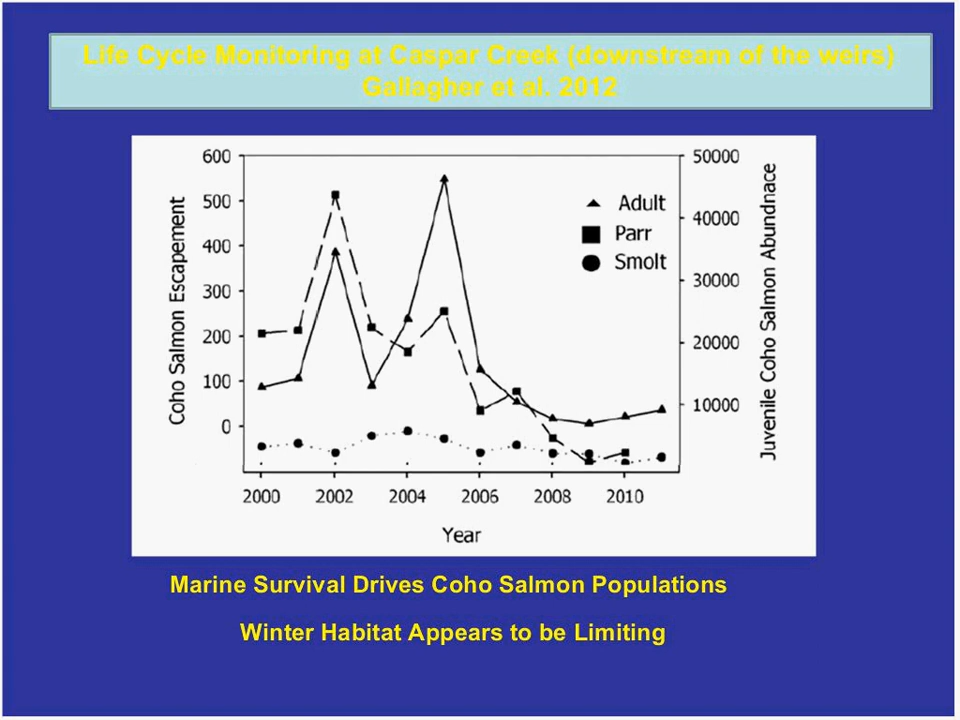 Life Cycle Monitoring at Caspar Creek (downstream of the weirs)
Gallagher et al. 2012
Coho Salmon Escapement
600
500
400
300
200
100
0
Adult
Parr
Smolt
50000
40000
30000
20000
10000
Juvenile Coho Salmon Abundnace
2000 2002 2004 2006 2008 2010
Year
Marine Survival Drives Coho Salmon Populations
Winter Habitat Appears to be Limiting